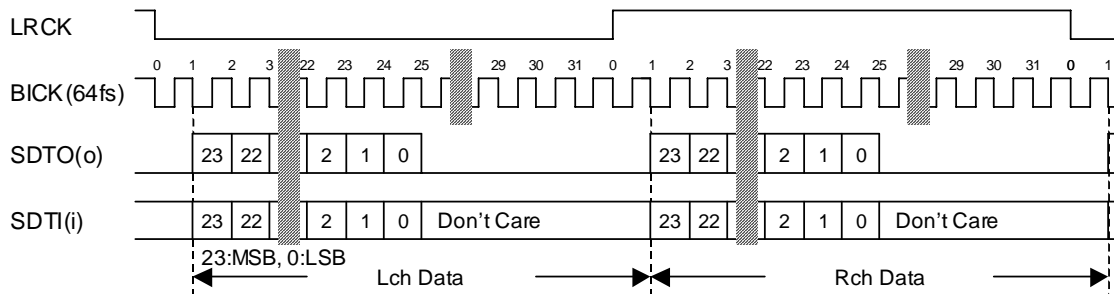 LRCK
0 1 2 3 22 23 24 25 29 30 31 0 1 2 3 22 23 24 25 29 30 31 0 1
BICK(64fs)
SDTO(o) 23 22 2 1 0 23 22 2 1 0
SDTI(i) 23 22 2 1 0 Don't Care 23 22 2 1 0 Don't Care
23:MSB, 0:LSB
Lch Data Rch Data